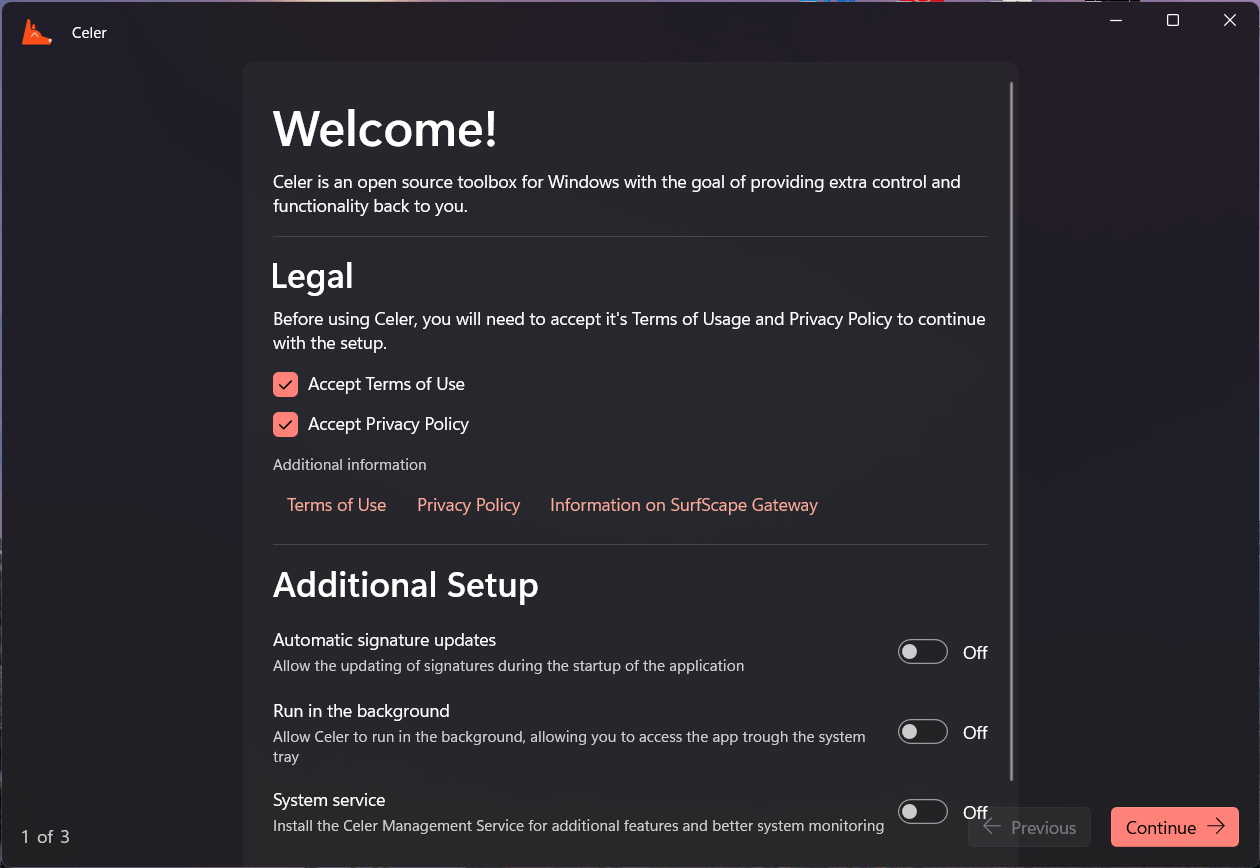 Celer
Welcome!
Celer is an open source toolbox for Windows with the goal of providing extra control and
functionality back to you.
Legal
Before using Celer, you will need to accept it's Terms of Usage and Privacy Policy to continue
with the setup.
Accept Terms of Use
Accept Privacy Policy
Additional information
Terms of Use Privacy Policy Information on SurfScape Gateway
Additional Setup
Automatic signature updates
Allow the updating of signatures during the startup of the application
Off
Run in the background
Allow Celer to run in the background, allowing you to access the app trough the system
tray
Off
System service
Install the Celer Management Service for additional features and better system monitoring
Off
1 of 3
Previous
Continue